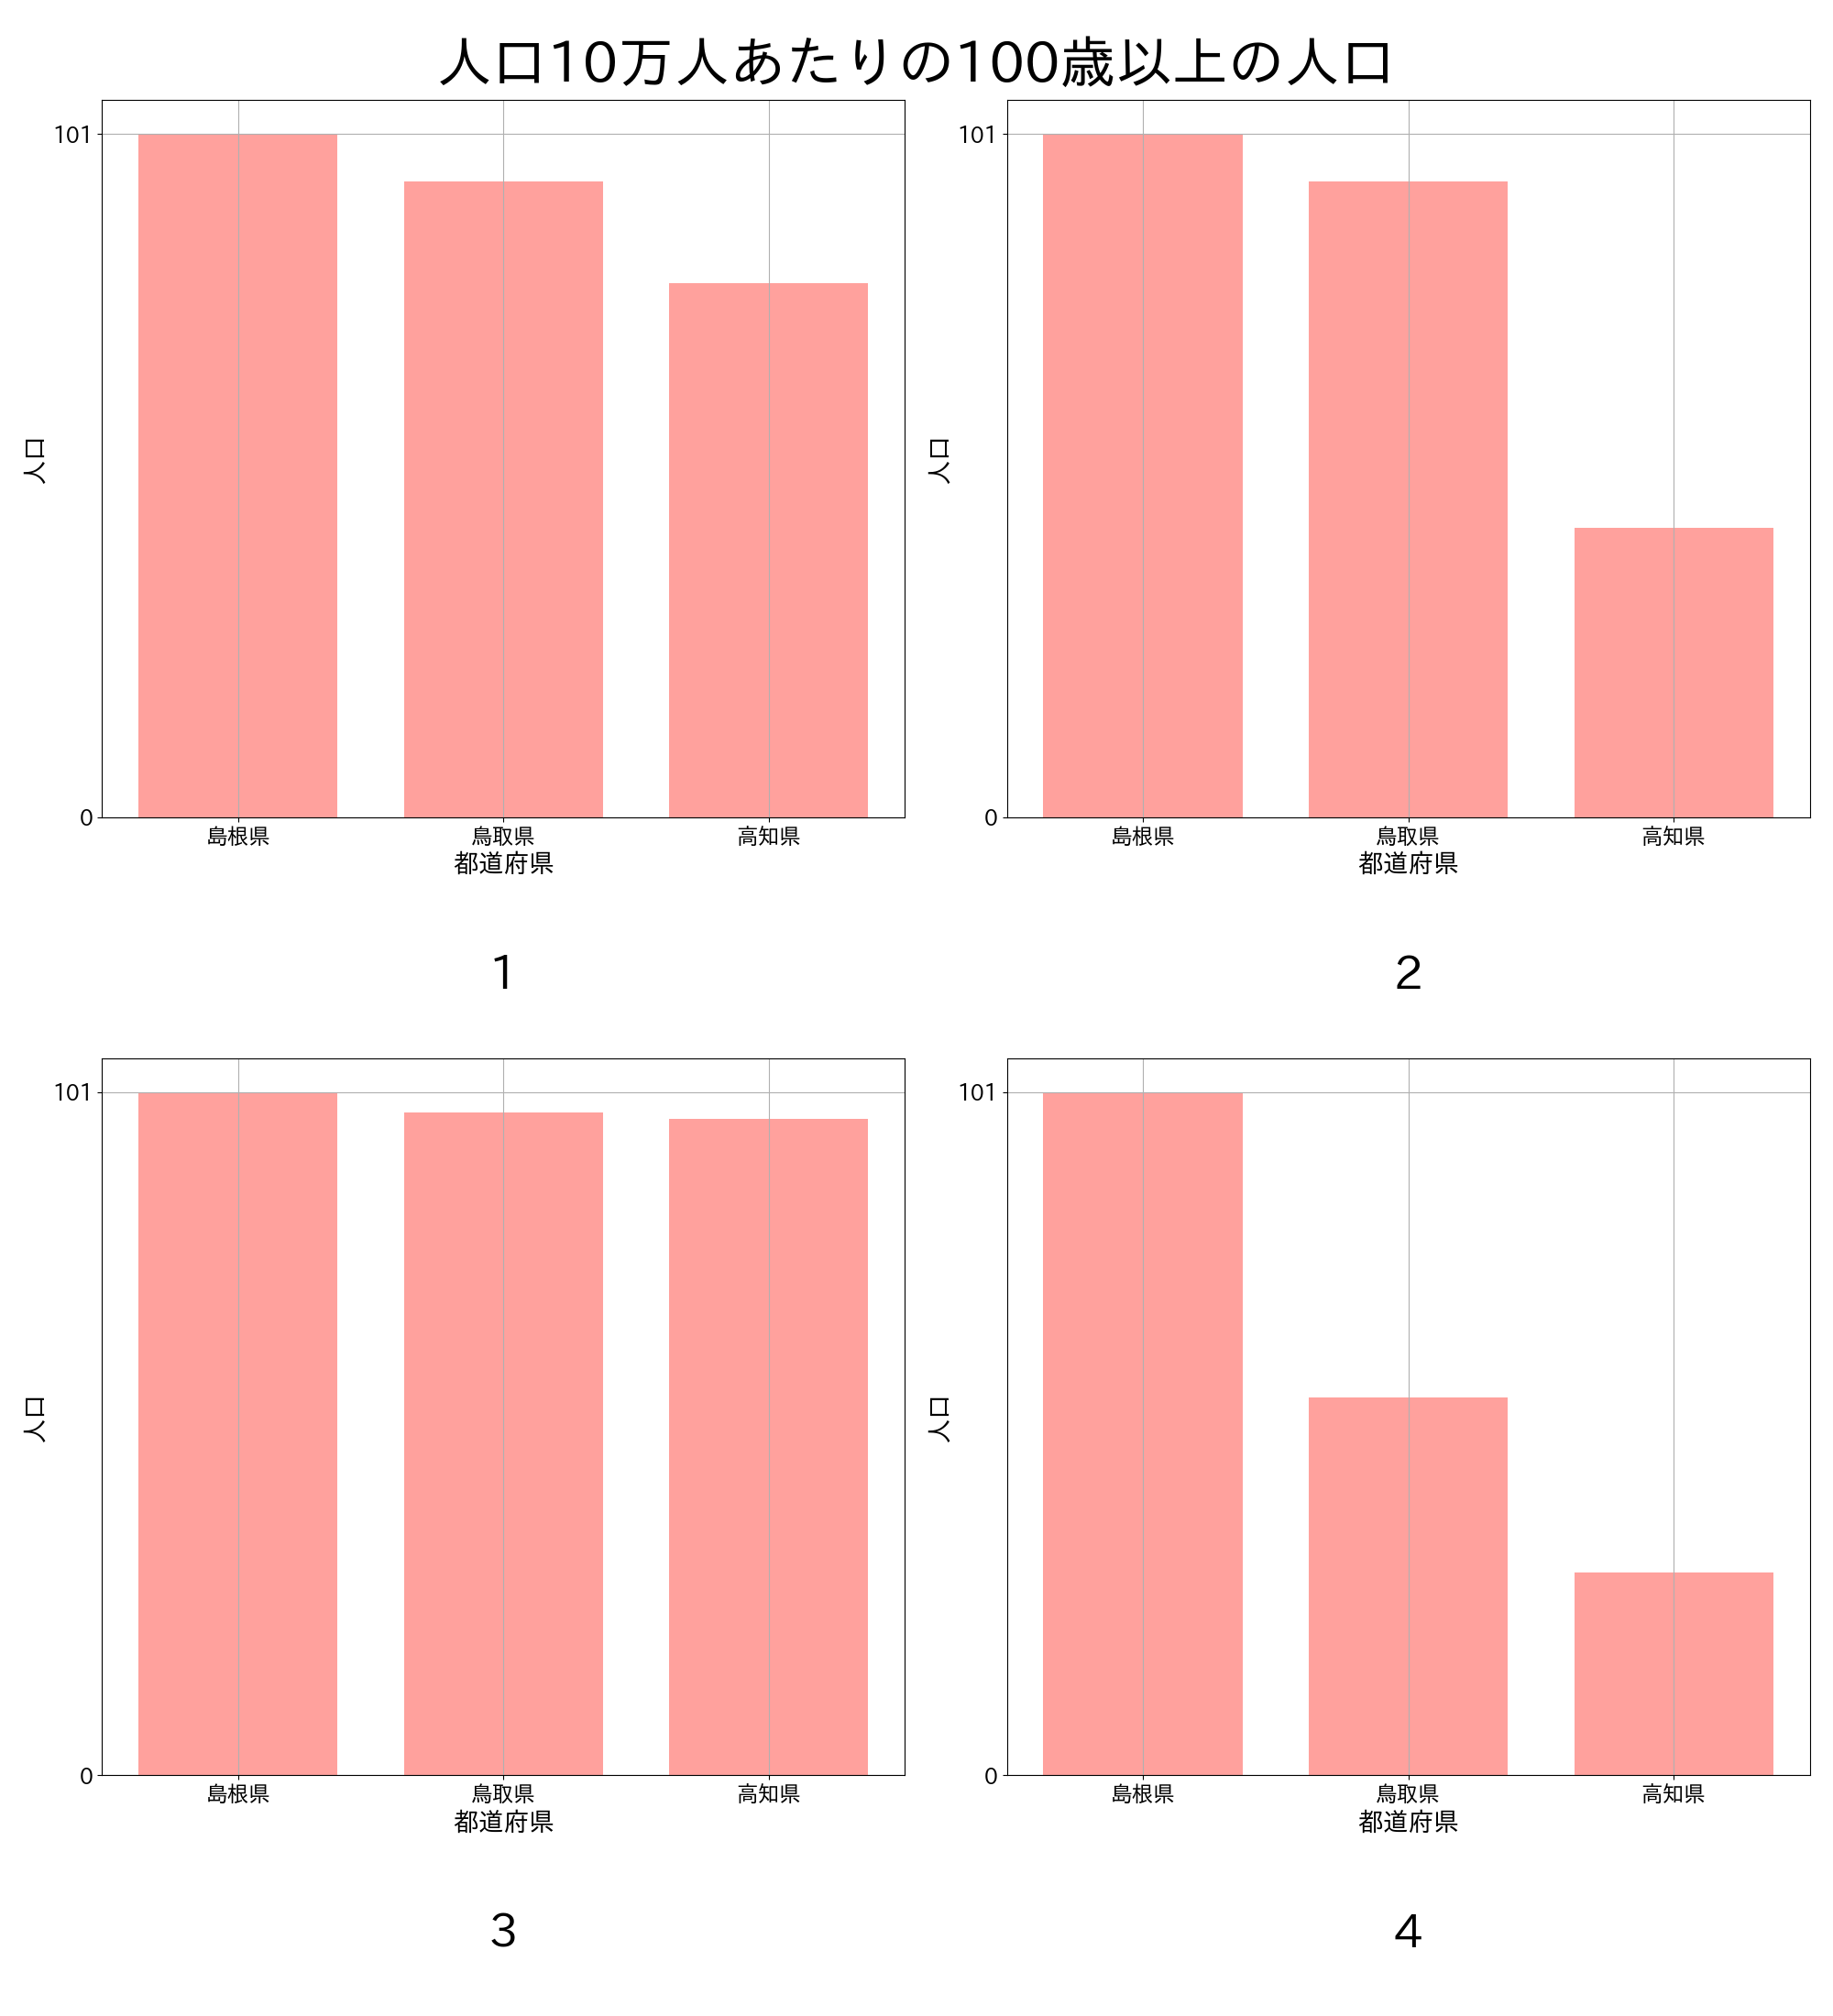 人口10万人あたりの100歳以上の人口
101
0
人口
島根県 鳥取県 高知県
都道府県
1
101
0
人口
島根県 鳥取県 高知県
都道府県
2
101
0
人口
島根県 鳥取県 高知県
都道府県
3
101
0
人口
島根県 鳥取県 高知県
都道府県
4